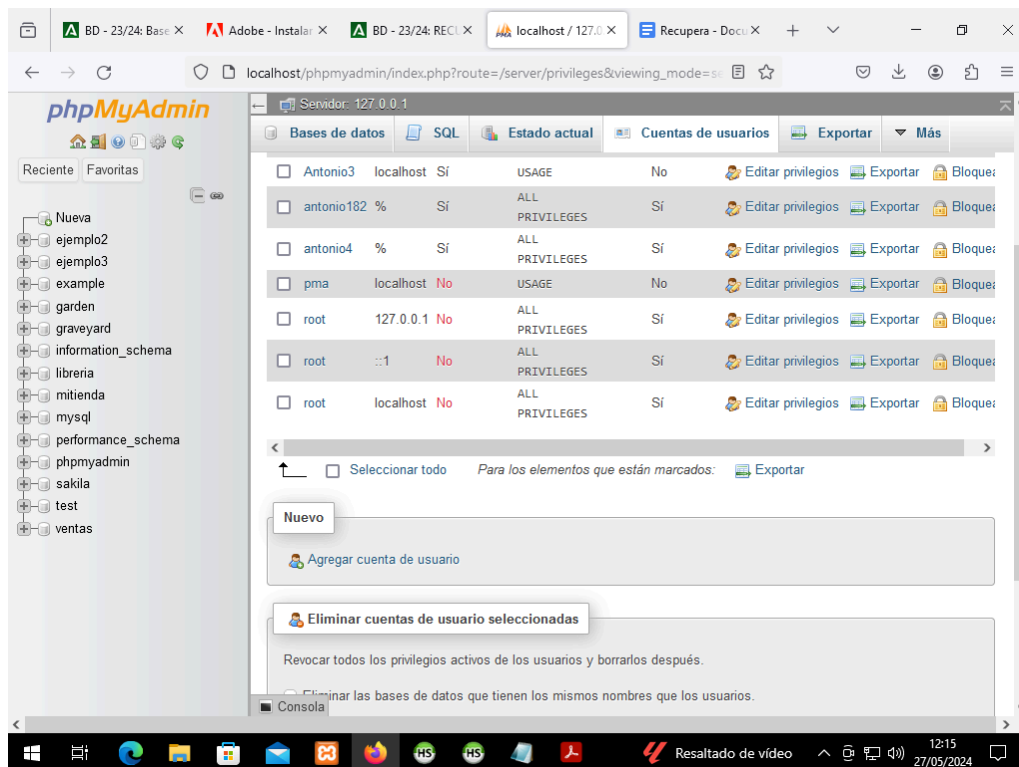 BD - 23/24: Base
Adobe - Instalar
BD - 23/24: RECU
localhost / 127.0
Recupera - Docu
localhost/phpmyadmin/index.php?route=/server/privileges&viewing_mode=se
phpMyAdmin
Reciente Favoritas
Nueva
ejemplo2
ejemplo3
example
garden
graveyard
information_schema
libreria
mitienda
mysql
performance_schema
phpmyadmin
sakila
test
ventas
Servidor: 127.0.0.1
Bases de datos SQL Estado actual Cuentas de usuarios Exportar Más
Antonio3 localhost Sí USAGE No Editar privilegios Exportar Bloquea
antonio182 % Sí ALL PRIVILEGES Sí Editar privilegios Exportar Bloquea
antonio4 % Sí ALL PRIVILEGES Sí Editar privilegios Exportar Bloquea
pma localhost No USAGE No Editar privilegios Exportar Bloquea
root 127.0.0.1 No ALL PRIVILEGES Sí Editar privilegios Exportar Bloquea
root ::1 No ALL PRIVILEGES Sí Editar privilegios Exportar Bloquea
root localhost No ALL PRIVILEGES Sí Editar privilegios Exportar Bloquea
Seleccionar todo Para los elementos que están marcados: Exportar
Nuevo
Agregar cuenta de usuario
Eliminar cuentas de usuario seleccionadas
Revocar todos los privilegios activos de los usuarios y borrarlos después.
Eliminar las bases de datos que tienen los mismos nombres que los usuarios.
Consola
HS HS Resaltado de vídeo 12:15
27/05/2024